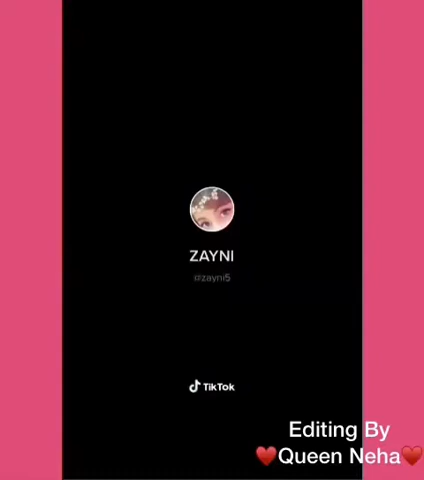 ZAYNI
@zayni5
TikTok
Editing By
♥️Queen Neha♥️